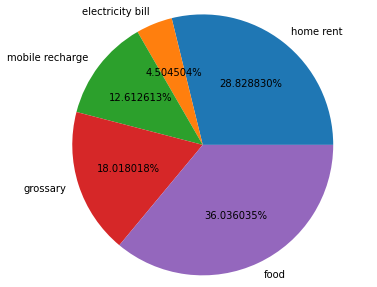 electricity bill
home rent
mobile recharge
4.504504%
28.828830%
12.612613%
18.018018%
grossary
36.036035%
food